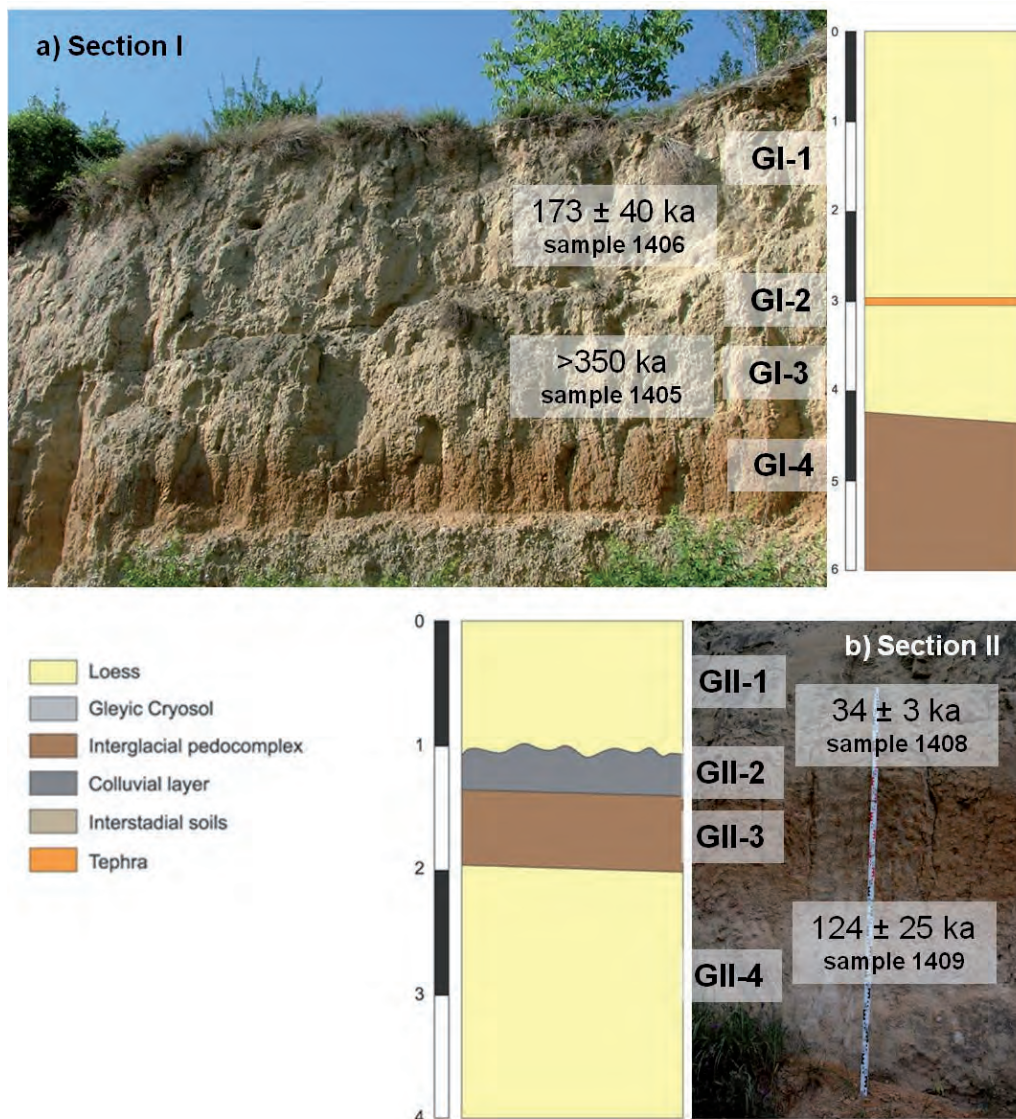 a) Section I
0
1
GI-1
173 ± 40 ka
sample 1406
2
GI-2
3
>350 ka
sample 1405
GI-3
4
GI-4
5
6
Loess
Gleyic Cryosol
Interglacial pedocomplex
Colluvial layer
Interstadial soils
Tephra
0
1
2
3
4
b) Section II
GII-1
34 ± 3 ka
sample 1408
GII-2
GII-3
124 ± 25 ka
sample 1409
GII-4